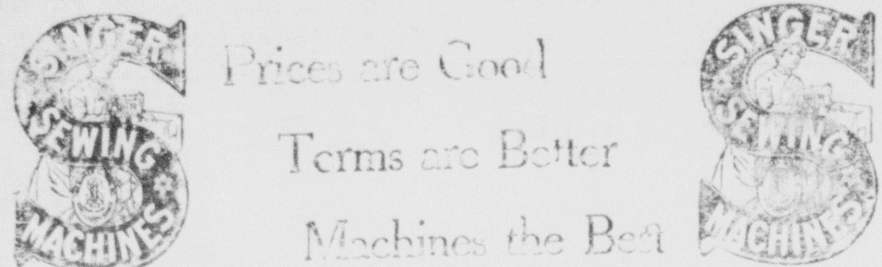 SINGER
SEWING
MACHINES
Prices are Good
Terms are Better
Machines the Best
SINGER
SEWING
MACHINES